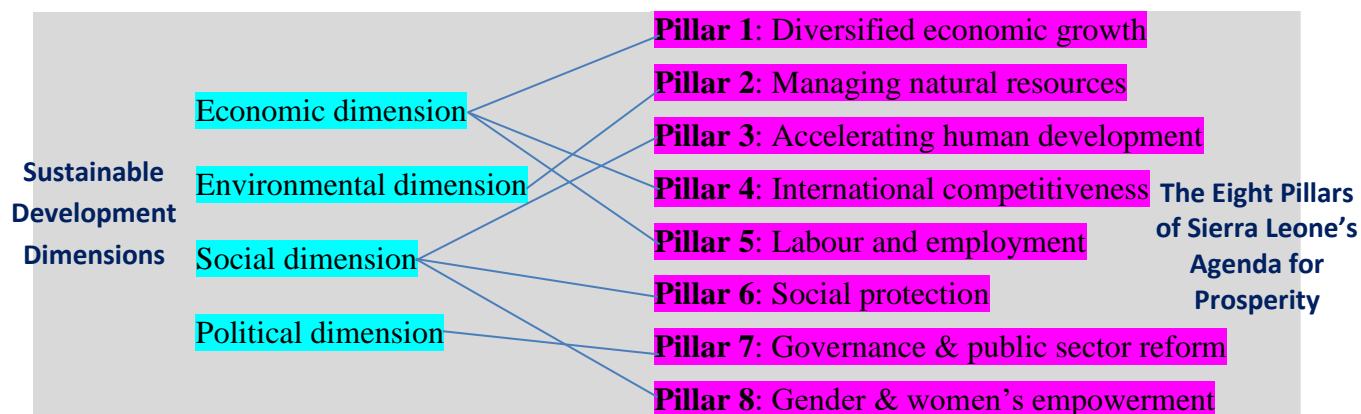 Sustainable
Development
Dimensions
Economic dimension
Environmental dimension
Social dimension
Political dimension
Pillar 1: Diversified economic growth
Pillar 2: Managing natural resources
Pillar 3: Accelerating human development
Pillar 4: International competitiveness
Pillar 5: Labour and employment
Pillar 6: Social protection
Pillar 7: Governance & public sector reform
Pillar 8: Gender & women’s empowerment
The Eight Pillars
of Sierra Leone’s
Agenda for
Prosperity